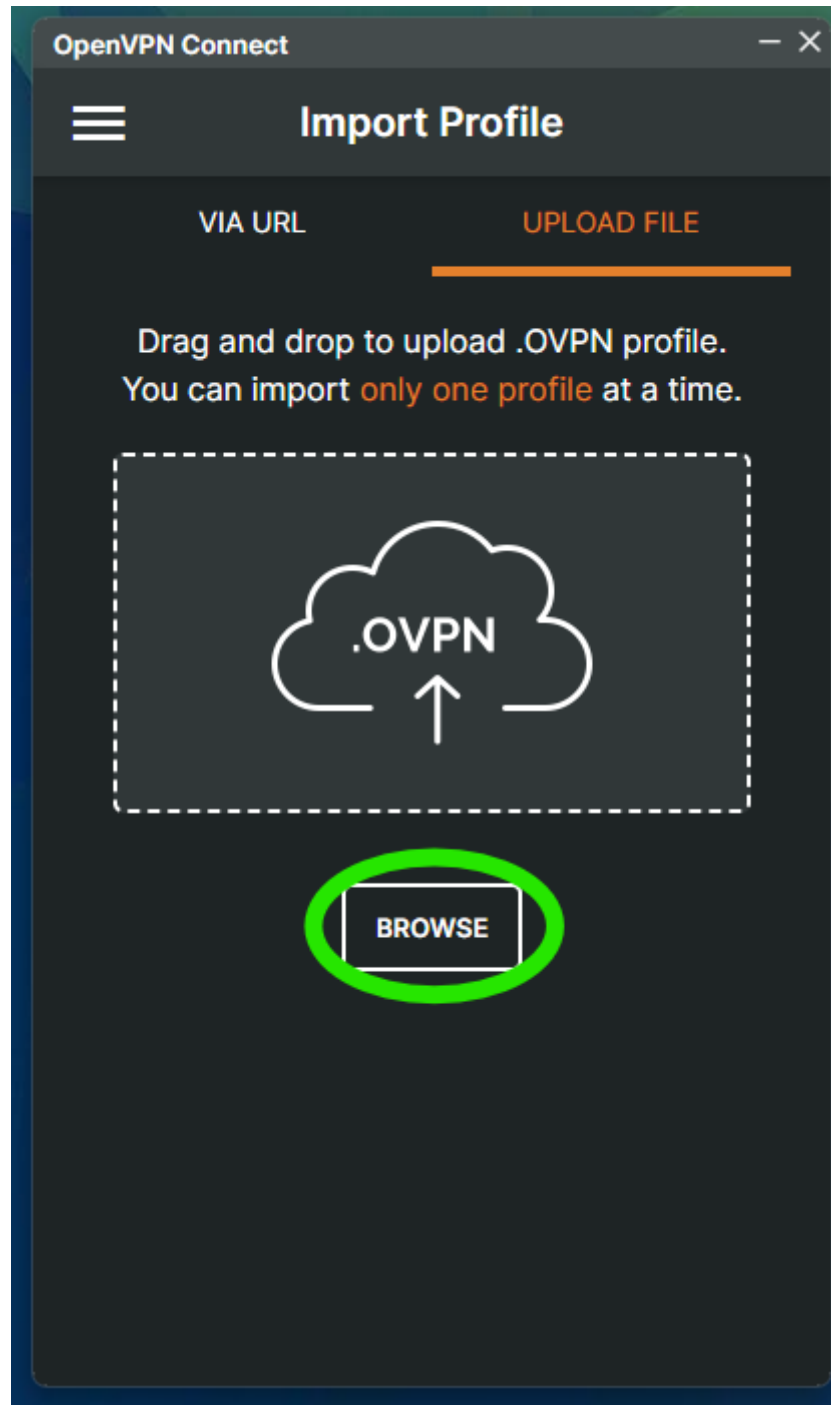 OpenVPN Connect
Import Profile
VIA URL
UPLOAD FILE
Drag and drop to upload .OVPN profile.
You can import only one profile at a time.
.OVPN
BROWSE